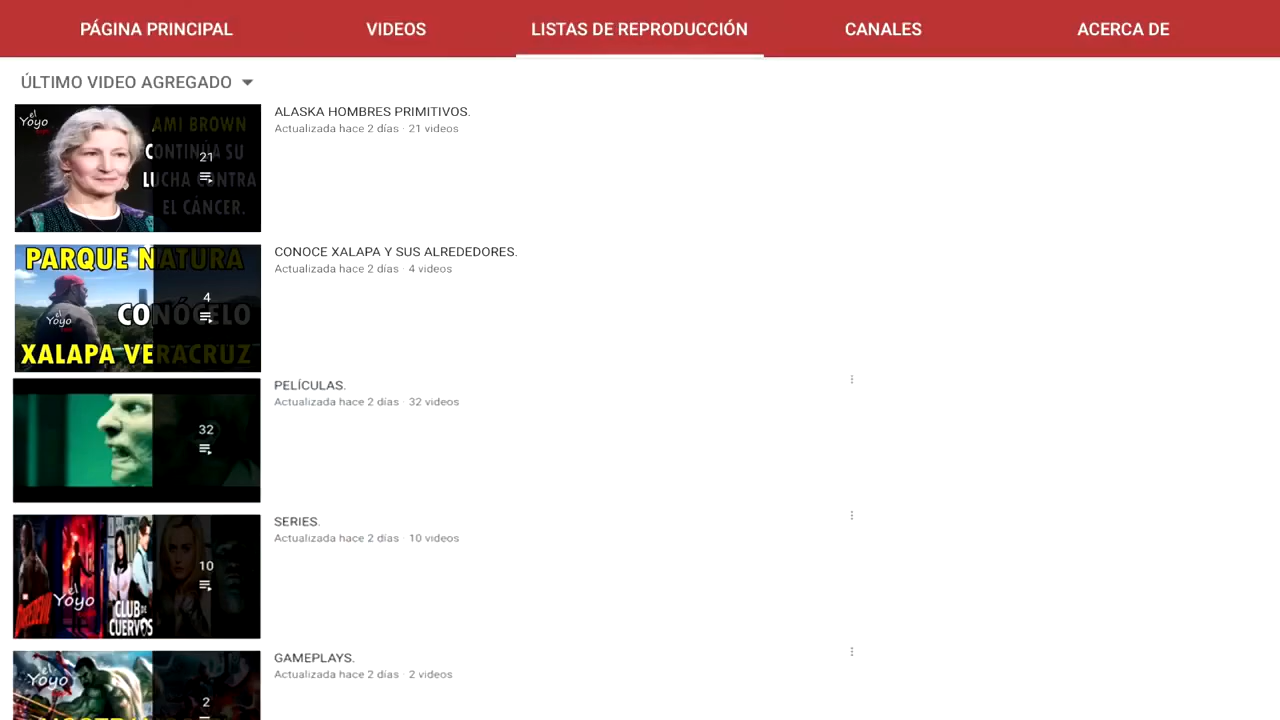 PÁGINA PRINCIPAL VIDEOS LISTAS DE REPRODUCCIÓN CANALES ACERCA DE
ÚLTIMO VIDEO AGREGADO
ALASKA HOMBRES PRIMITIVOS.
Actualizada hace 2 días · 21 videos
el Yoyo
AMI BROWN
CONTINÚA SU
LUCHA CONTRA
EL CÁNCER.
21
CONOCE XALAPA Y SUS ALREDEDORES.
Actualizada hace 2 días · 4 videos
PARQUE NATURA
CONÓCELO
XALAPA VERACRUZ
el Yoyo
4
PELÍCULAS.
Actualizada hace 2 días · 32 videos
32
SERIES.
Actualizada hace 2 días · 10 videos
DAREDEVIL
el Yoyo
CLUB DE
CUERVOS
10
GAMEPLAYS.
Actualizada hace 2 días · 2 videos
el Yoyo
2